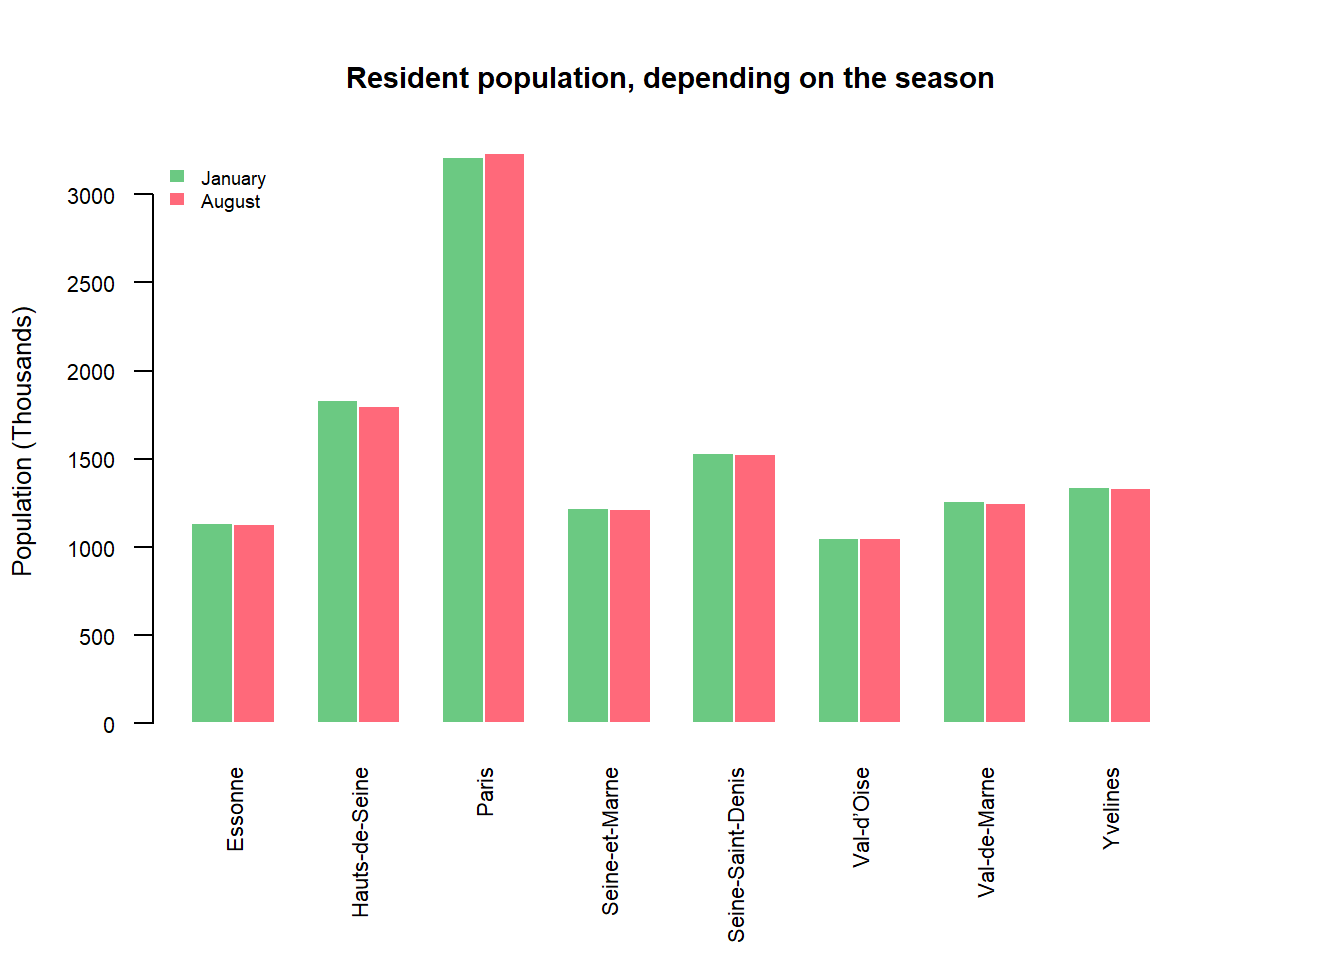 Resident population, depending on the season
January
August
Population (Thousands)
3000
2500
2000
1500
1000
500
0
Essonne
Hauts-de-Seine
Paris
Seine-et-Marne
Seine-Saint-Denis
Val-d'Oise
Val-de-Marne
Yvelines